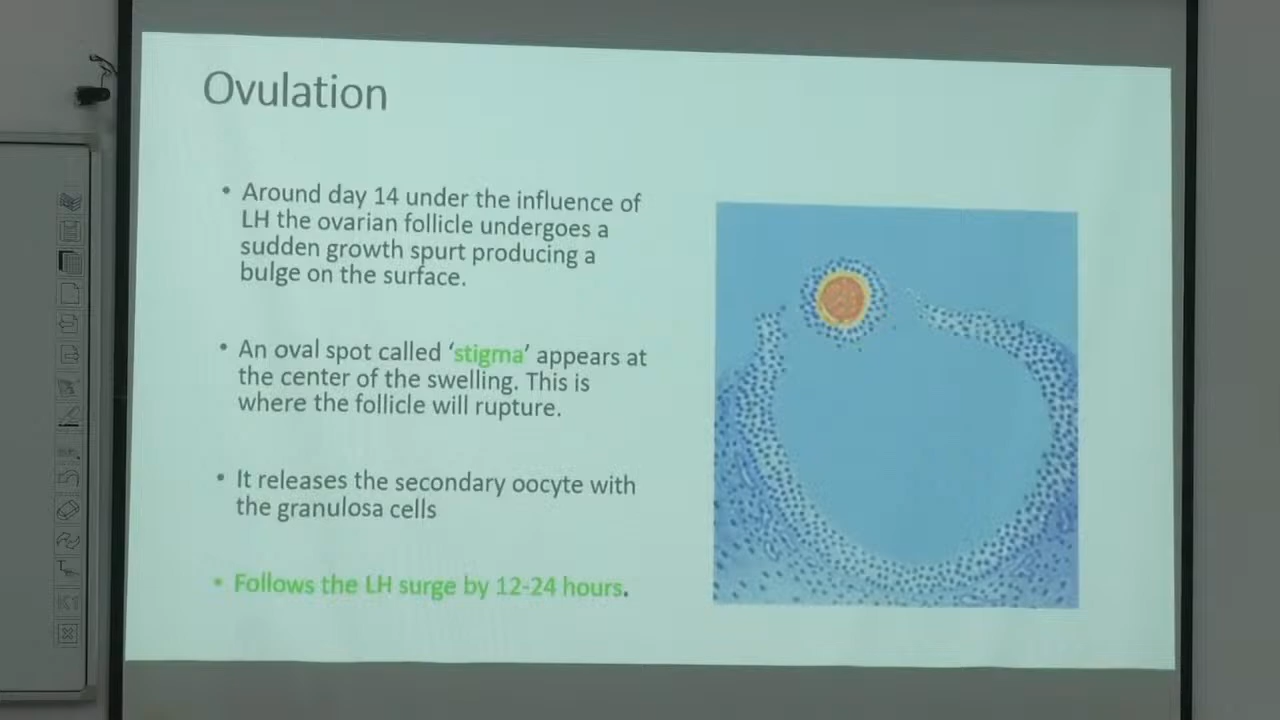 Ovulation
• Around day 14 under the influence of
LH the ovarian follicle undergoes a
sudden growth spurt producing a
bulge on the surface.
• An oval spot called ‘stigma’ appears at
the center of the swelling. This is
where the follicle will rupture.
• It releases the secondary oocyte with
the granulosa cells
• Follows the LH surge by 12-24 hours.